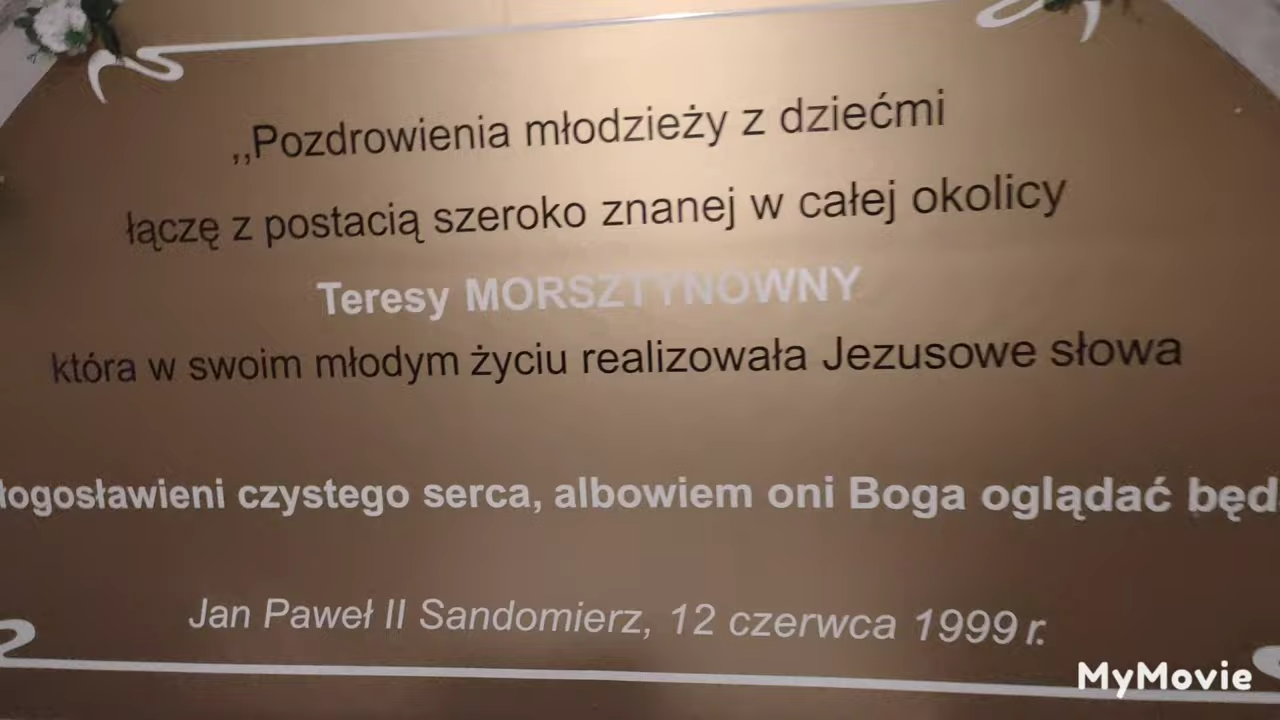 ,,Pozdrowienia młodzieży z dziećmi
łączę z postacią szeroko znanej w całej okolicy
Teresy MORSZTYNOWNY
która w swoim młodym życiu realizowała Jezusowe słowa
łogosławieni czystego serca, albowiem oni Boga oglądać będ
Jan Paweł II Sandomierz, 12 czerwca 1999 r.
MyMovie